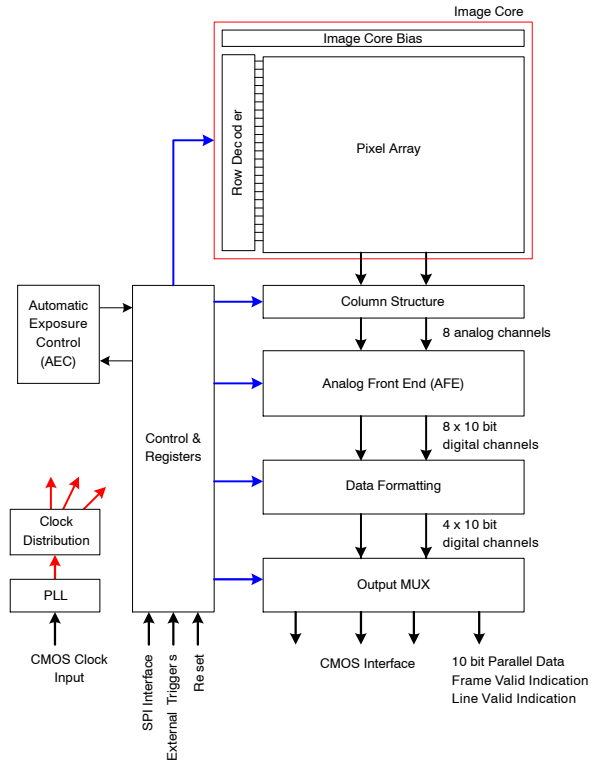 Image Core
Image Core Bias
Row Decoder
Pixel Array
Automatic
Exposure
Control
(AEC)
Column Structure
8 analog channels
Analog Front End (AFE)
Control &
Registers
8 x 10 bit
digital channels
Data Formatting
Clock
Distribution
4 x 10 bit
digital channels
PLL
Output MUX
CMOS Clock
Input
SPI Interface
External Triggers
Reset
CMOS Interface
10 bit Parallel Data
Frame Valid Indication
Line Valid Indication